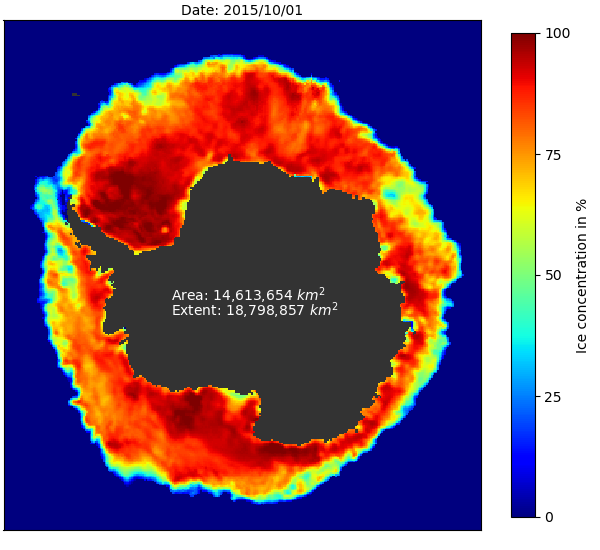 Date: 2015/10/01
100
75
50
25
0
Ice concentration in %
Area: 14,613,654 km²
Extent: 18,798,857 km²